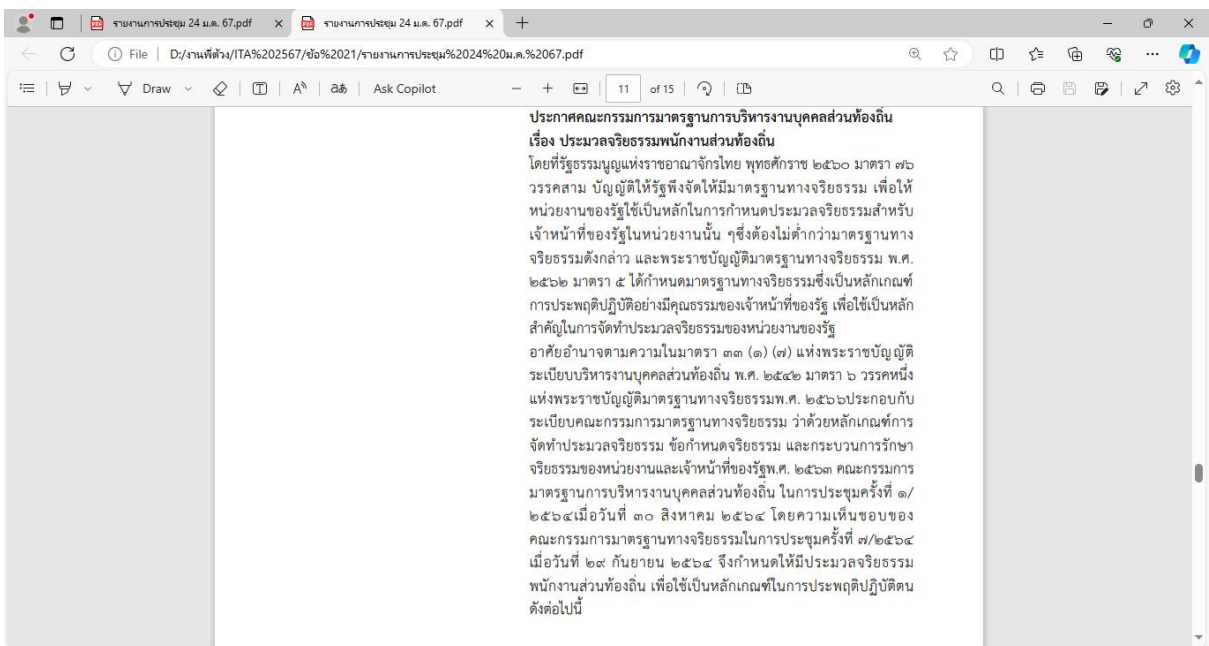 รายงานการประชุม 24 ม.ค. 67.pdf
รายงานการประชุม 24 ม.ค. 67.pdf
File | D:/งานพี่ต้วง/ITA%202567/ข้อ%2021/รายงานการประชุม%2024%20ม.ค.%2067.pdf
Draw
Ask Copilot
11 of 15
ประกาศคณะกรรมการมาตรฐานการบริหารงานบุคคลส่วนท้องถิ่น
เรื่อง ประมวลจริยธรรมพนักงานส่วนท้องถิ่น
โดยที่รัฐธรรมนูญแห่งราชอาณาจักรไทย พุทธศักราช ๒๕๖๐ มาตรา ๗๖
วรรคสาม บัญญัติให้รัฐพึงจัดให้มีมาตรฐานทางจริยธรรม เพื่อให้
หน่วยงานของรัฐใช้เป็นหลักในการกำหนดประมวลจริยธรรมสำหรับ
เจ้าหน้าที่ของรัฐในหน่วยงานนั้น ๆซึ่งต้องไม่ต่ำกว่ามาตรฐานทาง
จริยธรรมดังกล่าว และพระราชบัญญัติมาตรฐานทางจริยธรรม พ.ศ.
๒๕๖๒ มาตรา ๕ ได้กำหนดมาตรฐานทางจริยธรรมซึ่งเป็นหลักเกณฑ์
การประพฤติปฏิบัติอย่างมีคุณธรรมของเจ้าหน้าที่ของรัฐ เพื่อใช้เป็นหลัก
สำคัญในการจัดทำประมวลจริยธรรมของหน่วยงานของรัฐ
อาศัยอำนาจตามความในมาตรา ๓๓ (๑) (๗) แห่งพระราชบัญญัติ
ระเบียบบริหารงานบุคคลส่วนท้องถิ่น พ.ศ. ๒๕๔๒ มาตรา ๖ วรรคหนึ่ง
แห่งพระราชบัญญัติมาตรฐานทางจริยธรรมพ.ศ. ๒๕๖๖ประกอบกับ
ระเบียบคณะกรรมการมาตรฐานทางจริยธรรม ว่าด้วยหลักเกณฑ์การ
จัดทำประมวลจริยธรรม ข้อกำหนดจริยธรรม และกระบวนการรักษา
จริยธรรมของหน่วยงานและเจ้าหน้าที่ของรัฐพ.ศ. ๒๕๖๓ คณะกรรมการ
มาตรฐานการบริหารงานบุคคลส่วนท้องถิ่น ในการประชุมครั้งที่ ๑/
๒๕๖๔เมื่อวันที่ ๓๐ สิงหาคม ๒๕๖๔ โดยความเห็นชอบของ
คณะกรรมการมาตรฐานทางจริยธรรมในการประชุมครั้งที่ ๗/๒๕๖๔
เมื่อวันที่ ๒๙ กันยายน ๒๕๖๔ จึงกำหนดให้มีประมวลจริยธรรม
พนักงานส่วนท้องถิ่น เพื่อใช้เป็นหลักเกณฑ์ในการประพฤติปฏิบัติตน
ดังต่อไปนี้